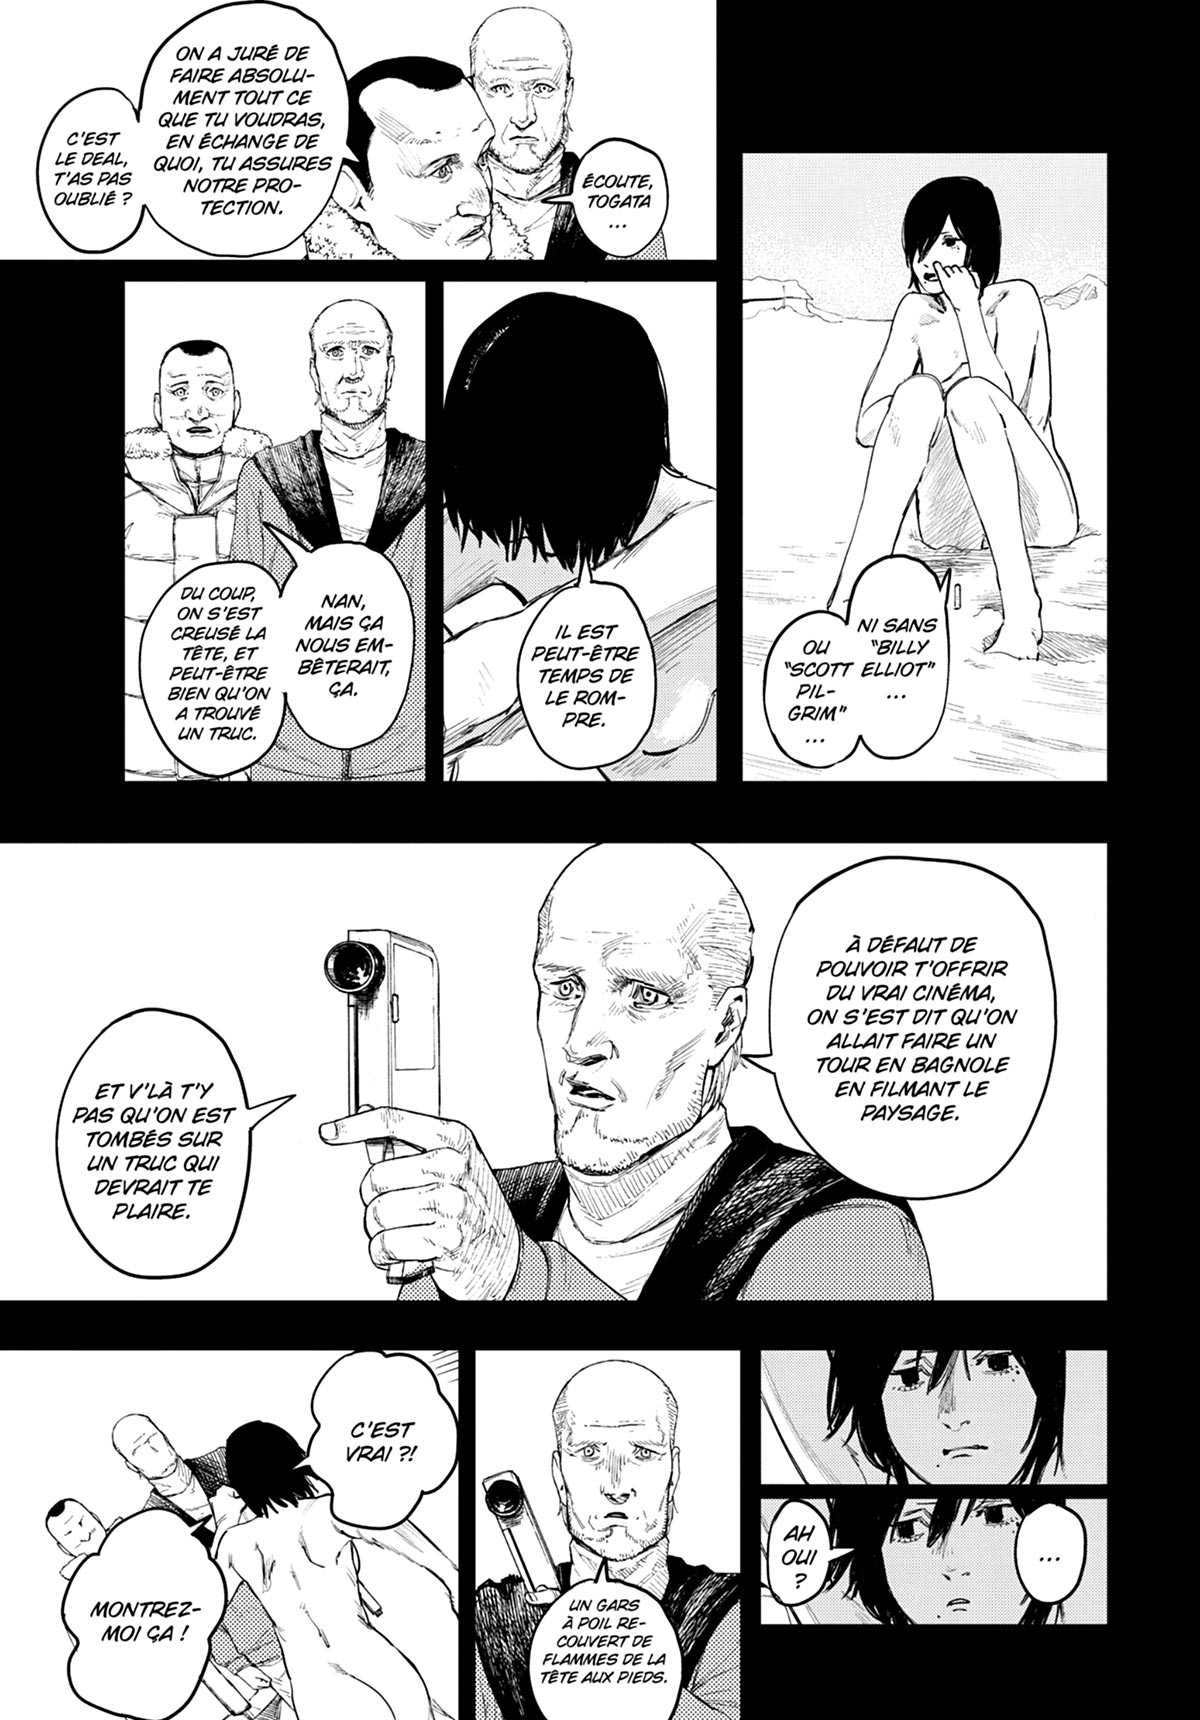 NI SANS
"BILLY
ELLIOT"
...
OU
"SCOTT
PIL-
GRIM"
...
ÉCOUTE,
TOGATA
...
ON A JURÉ DE
FAIRE ABSOLU-
MENT TOUT CE
QUE TU VOUDRAS,
EN ÉCHANGE DE
QUOI, TU ASSURES
NOTRE PRO-
TECTION.
C'EST
LE DEAL,
T'AS PAS
OUBLIÉ ?
IL EST
PEUT-ÊTRE
TEMPS DE
LE ROM-
PRE.
NAN,
MAIS ÇA
NOUS EM-
BÊTERAIT,
ÇA.
DU COUP,
ON S'EST
CREUSÉ LA
TÊTE, ET
PEUT-ÊTRE
BIEN QU'ON
A TROUVÉ
UN TRUC.
À DÉFAUT DE
POUVOIR T'OFFRIR
DU VRAI CINÉMA,
ON S'EST DIT QU'ON
ALLAIT FAIRE UN
TOUR EN BAGNOLE
EN FILMANT LE
PAYSAGE.
ET V'LÀ T'Y
PAS QU'ON EST
TOMBÉS SUR
UN TRUC QUI
DEVRAIT TE
PLAIRE.
...
AH
OUI
?
UN GARS
À POIL RE-
COUVERT DE
FLAMMES DE LA
TÊTE AUX PIEDS.
C'EST
VRAI ?!
MONTREZ-
MOI ÇA !